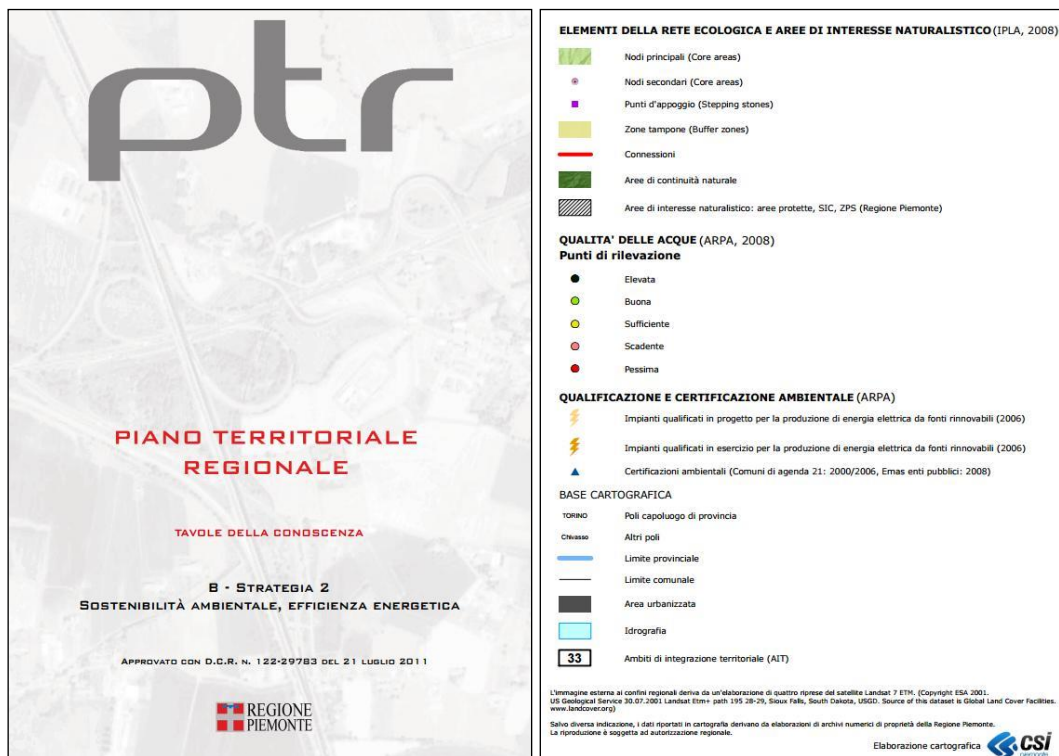 ptr
PIANO TERRITORIALE
REGIONALE
TAVOLE DELLA CONOSCENZA
B - STRATEGIA 2
SOSTENIBILITÀ AMBIENTALE, EFFICIENZA ENERGETICA
APPROVATO CON D.C.R. N. 122-29783 DEL 21 LUGLIO 2011
REGIONE
PIEMONTE
ELEMENTI DELLA RETE ECOLOGICA E AREE DI INTERESSE NATURALISTICO (IPLA, 2008)
Nodi principali (Core areas)
Nodi secondari (Core areas)
Punti d'appoggio (Stepping stones)
Zone tampone (Buffer zones)
Connessioni
Aree di continuità naturale
Aree di interesse naturalistico: aree protette, SIC, ZPS (Regione Piemonte)
QUALITA' DELLE ACQUE (ARPA, 2008)
Punti di rilevazione
Elevata
Buona
Sufficiente
Scadente
Pessima
QUALIFICAZIONE E CERTIFICAZIONE AMBIENTALE (ARPA)
Impianti qualificati in progetto per la produzione di energia elettrica da fonti rinnovabili (2006)
Impianti qualificati in esercizio per la produzione di energia elettrica da fonti rinnovabili (2006)
Certificazioni ambientali (Comuni di agenda 21: 2000/2006, Emas enti pubblici: 2008)
BASE CARTOGRAFICA
TORINO Poli capoluogo di provincia
Chivasso Altri poli
Limite provinciale
Limite comunale
Area urbanizzata
Idrografia
33 Ambiti di integrazione territoriale (AIT)
L'immagine esterna ai confini regionali deriva da un'elaborazione di quattro riprese del satellite Landsat 7 ETM. (Copyright ESA 2001.
US Geological Service 30.07.2001 Landsat Etm+ path 195 28-29, Sioux Falls, South Dakota, USGD. Source of this dataset is Global Land Cover Facilities.
www.landcover.org)
Salvo diversa indicazione, i dati riportati in cartografia derivano da elaborazioni di archivi numerici di proprietà della Regione Piemonte.
La riproduzione è soggetta ad autorizzazione regionale.
Elaborazione cartografica csi
piemonte